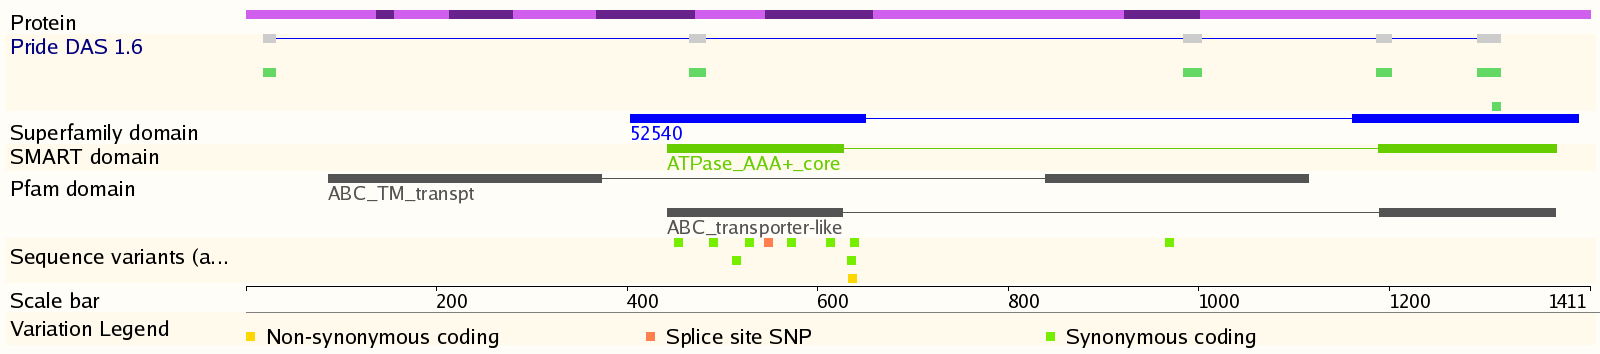 Protein
Pride DAS 1.6
Superfamily domain
52540
SMART domain
ATPase_AAA+_core
Pfam domain
ABC_TM_transpt
ABC_transporter-like
Sequence variants (a...
Scale bar 200 400 600 800 1000 1200 1411
Variation Legend
Non-synonymous coding Splice site SNP Synonymous coding